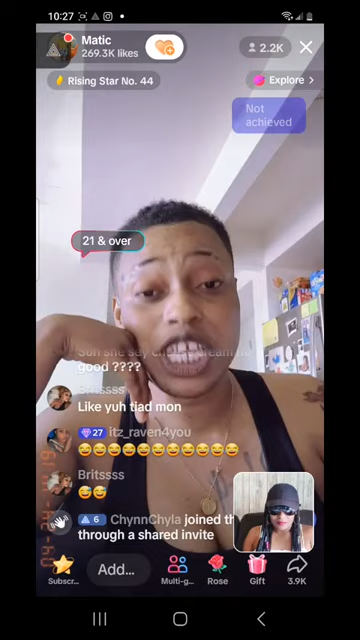 10:27
Matic
269.3K likes
2.2K
Rising Star No. 44
Explore >
Not
achieved
21 & over
good ????
Britssss
Like yuh tiad mon
27 itz_raven4you
Britssss
6 ChynnChyla joined th
through a shared invite
Subscr...
Add...
Multi-g...
Rose
Gift
3.9K